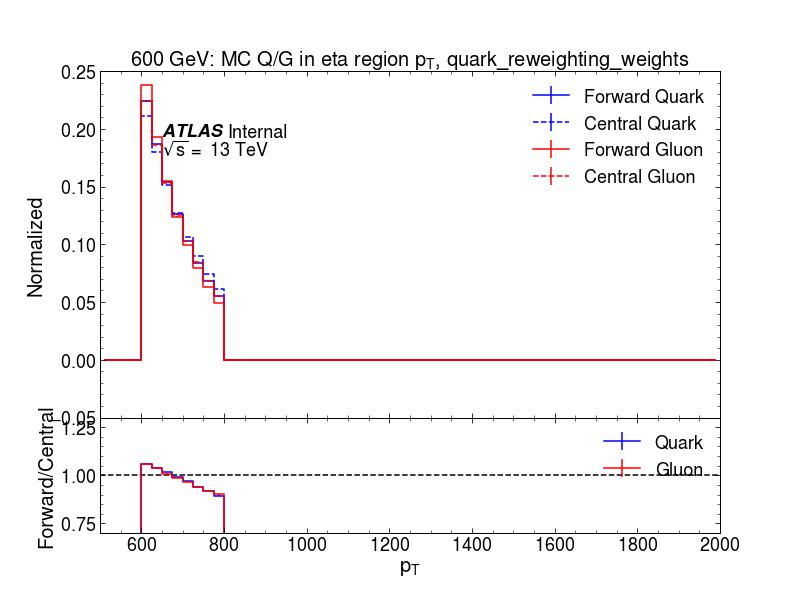 600 GeV: MC Q/G in eta region pT, quark_reweighting_weights
0.25
0.20
0.15
0.10
0.05
0.00
0.05
Normalized
ATLAS Internal
√s = 13 TeV
Forward Quark
Central Quark
Forward Gluon
Central Gluon
1.25
1.00
0.75
Forward/Central
Quark
Gluon
600 800 1000 1200 1400 1600 1800 2000
pT